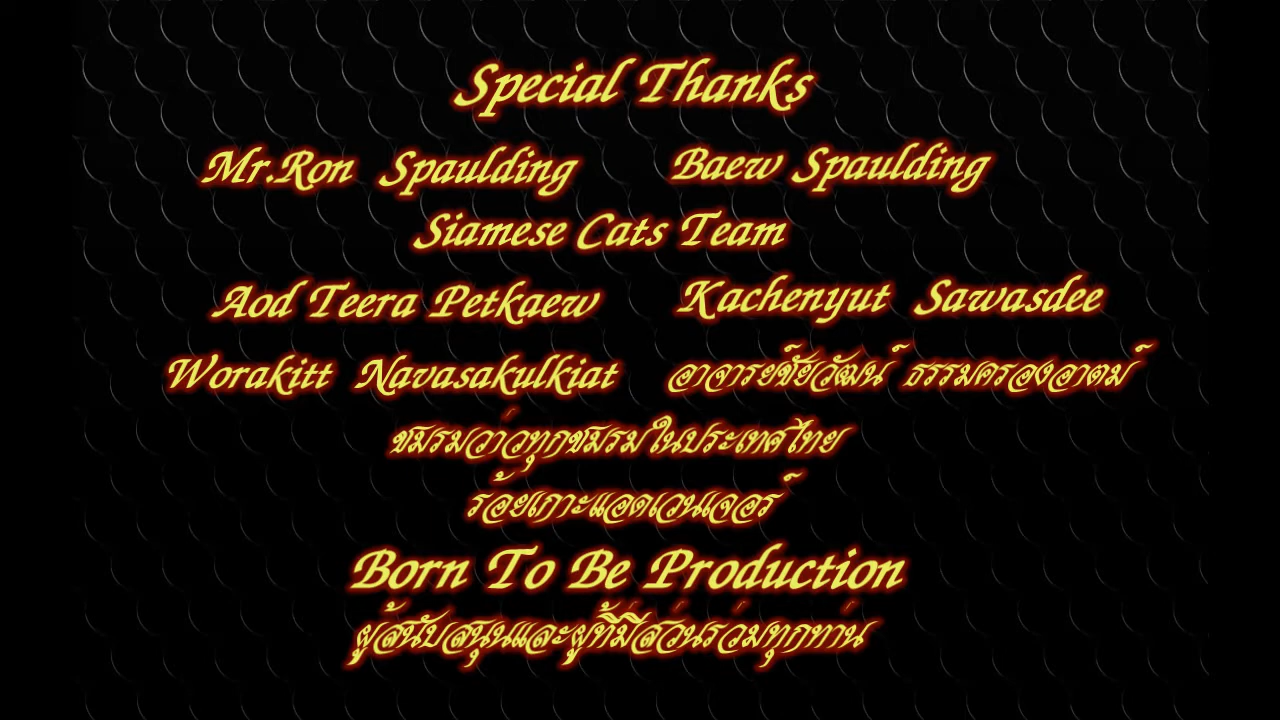 Special Thanks
Mr.Ron Spaulding Baew Spaulding
Siamese Cats Team
Aod Teera Petkaew Kachenyut Sawasdee
Worakitt Navasakulkiat อาจารย์ชัยวัฒน์ ธรรมครองอาตม์
ชมรมว่าวทุกชมรมในประเทศไทย
ร้อยเกาะแอดเวนเจอร์
Born To Be Production
ผู้สนับสนุนและผู้ที่มีส่วนร่วมทุกท่าน